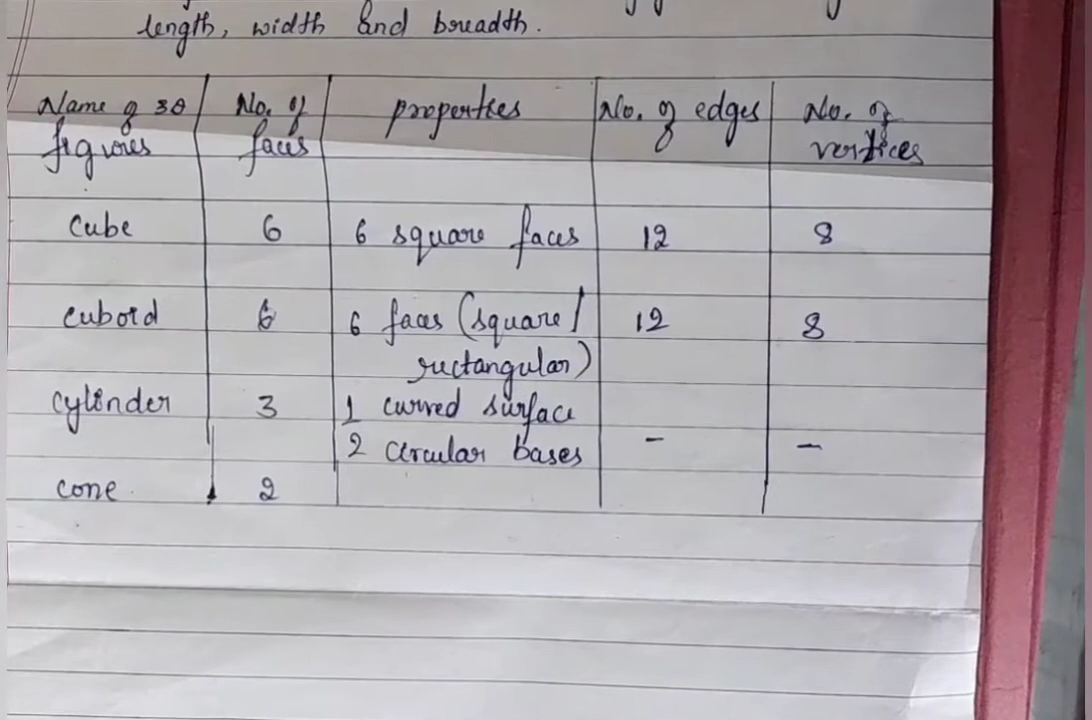 length, width and breadth.
Name of 3D figures | No. of faces | properties | No. of edges | No. of vertices
cube | 6 | 6 square faces | 12 | 8
cuboid | 6 | 6 faces (square/ rectangular) | 12 | 8
cylinder | 3 | 1 curved surface
2 circular bases | - | -
cone | 2